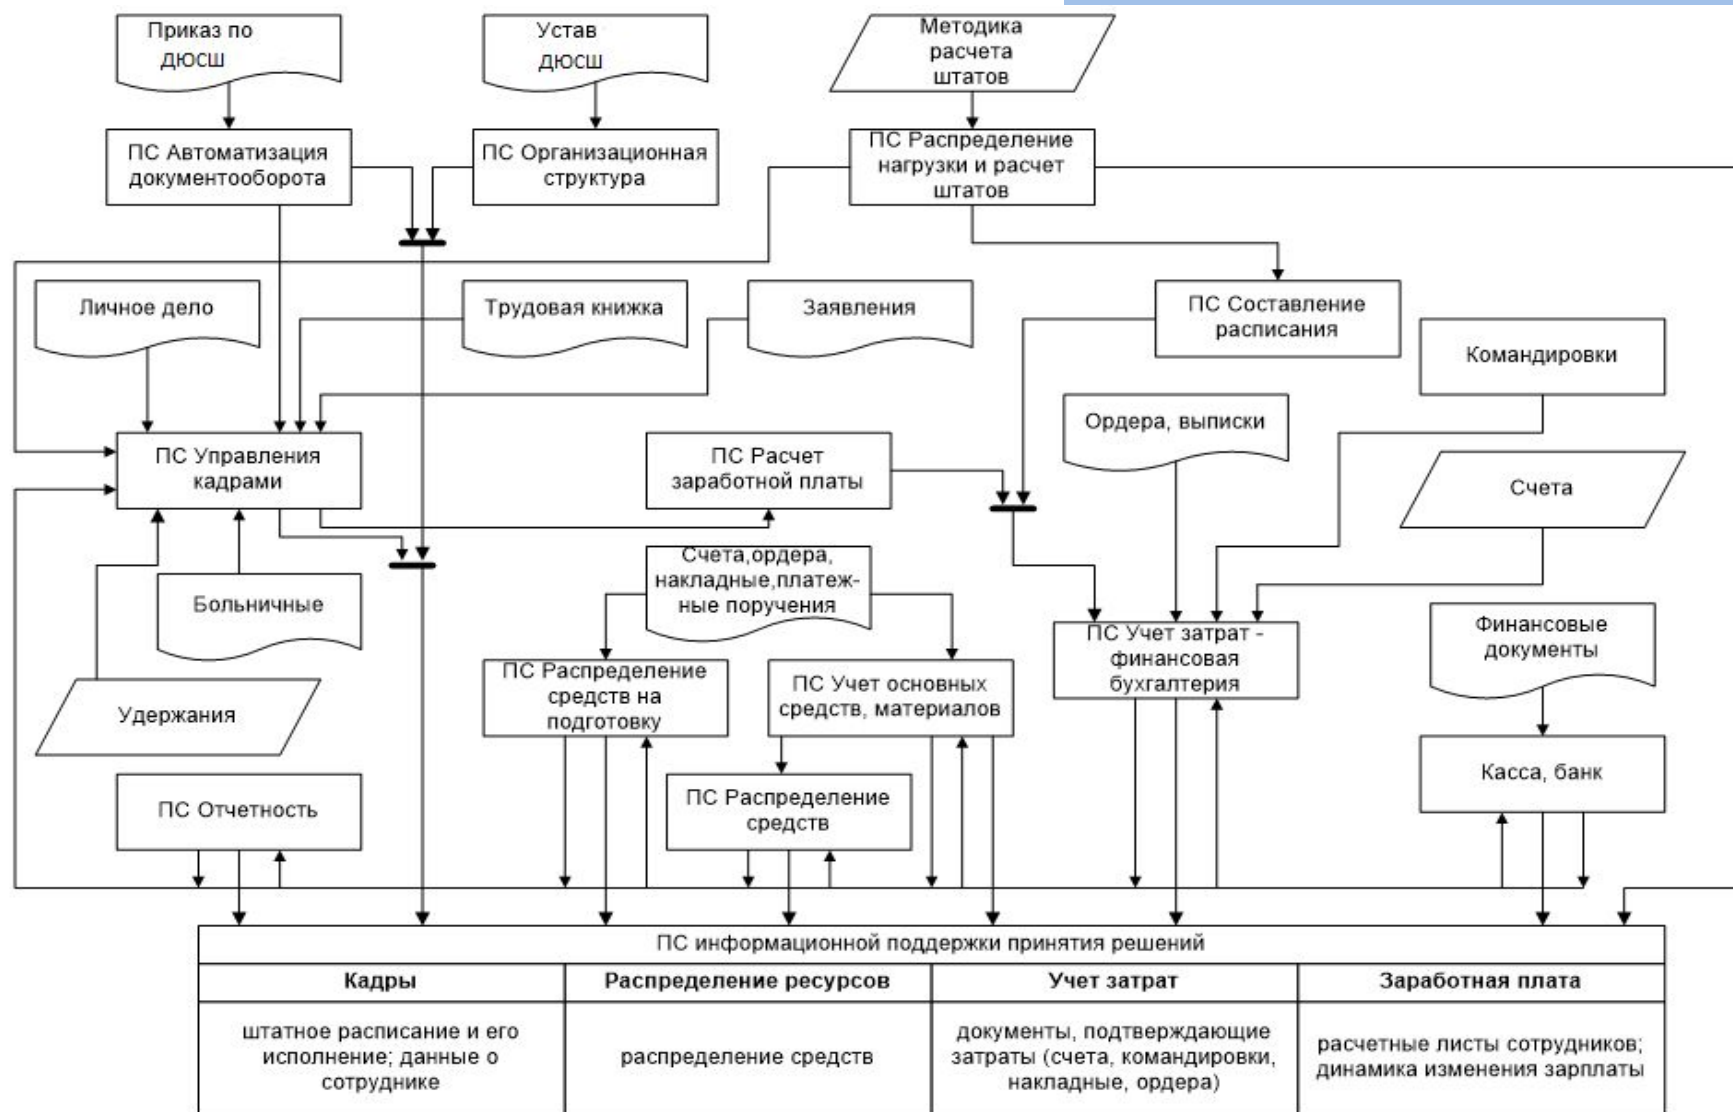 Приказ по
ДЮСШ
Устав
ДЮСШ
Методика
расчета
штатов
ПС Автоматизация
документооборота
ПС Организационная
структура
ПС Распределение
нагрузки и расчет
штатов
Личное дело
Трудовая книжка
Заявления
ПС Составление
расписания
Командировки
Ордера, выписки
ПС Управления
кадрами
ПС Расчет
заработной платы
Счета
Больничные
Счета,ордера,
накладные,платеж-
ные поручения
ПС Учет затрат -
финансовая
бухгалтерия
Финансовые
документы
Удержания
ПС Распределение
средств на
подготовку
ПС Учет основных
средств, материалов
Касса, банк
ПС Отчетность
ПС Распределение
средств
ПС информационной поддержки принятия решений
Кадры
Распределение ресурсов
Учет затрат
Заработная плата
штатное расписание и его
исполнение; данные о
сотруднике
распределение средств
документы, подтверждающие
затраты (счета, командировки,
накладные, ордера)
расчетные листы сотрудников;
динамика изменения зарплаты